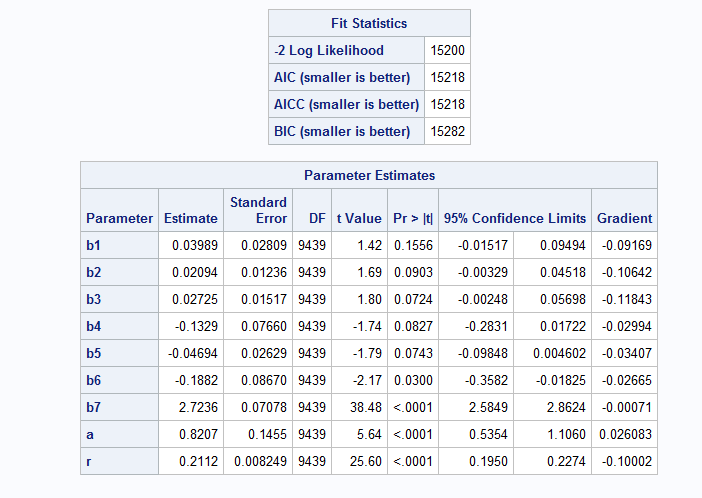 Fit Statistics
-2 Log Likelihood 15200
AIC (smaller is better) 15218
AICC (smaller is better) 15218
BIC (smaller is better) 15282
Parameter Estimates
Parameter Estimate Standard Error DF t Value Pr > |t| 95% Confidence Limits Gradient
b1 0.03989 0.02809 9439 1.42 0.1556 -0.01517 0.09494 -0.09169
b2 0.02094 0.01236 9439 1.69 0.0903 -0.00329 0.04518 -0.10642
b3 0.02725 0.01517 9439 1.80 0.0724 -0.00248 0.05698 -0.11843
b4 -0.1329 0.07660 9439 -1.74 0.0827 -0.2831 0.01722 -0.02994
b5 -0.04694 0.02629 9439 -1.79 0.0743 -0.09848 0.004602 -0.03407
b6 -0.1882 0.08670 9439 -2.17 0.0300 -0.3582 -0.01825 -0.02665
b7 2.7236 0.07078 9439 38.48 <.0001 2.5849 2.8624 -0.00071
a 0.8207 0.1455 9439 5.64 <.0001 0.5354 1.1060 0.026083
r 0.2112 0.008249 9439 25.60 <.0001 0.1950 0.2274 -0.10002